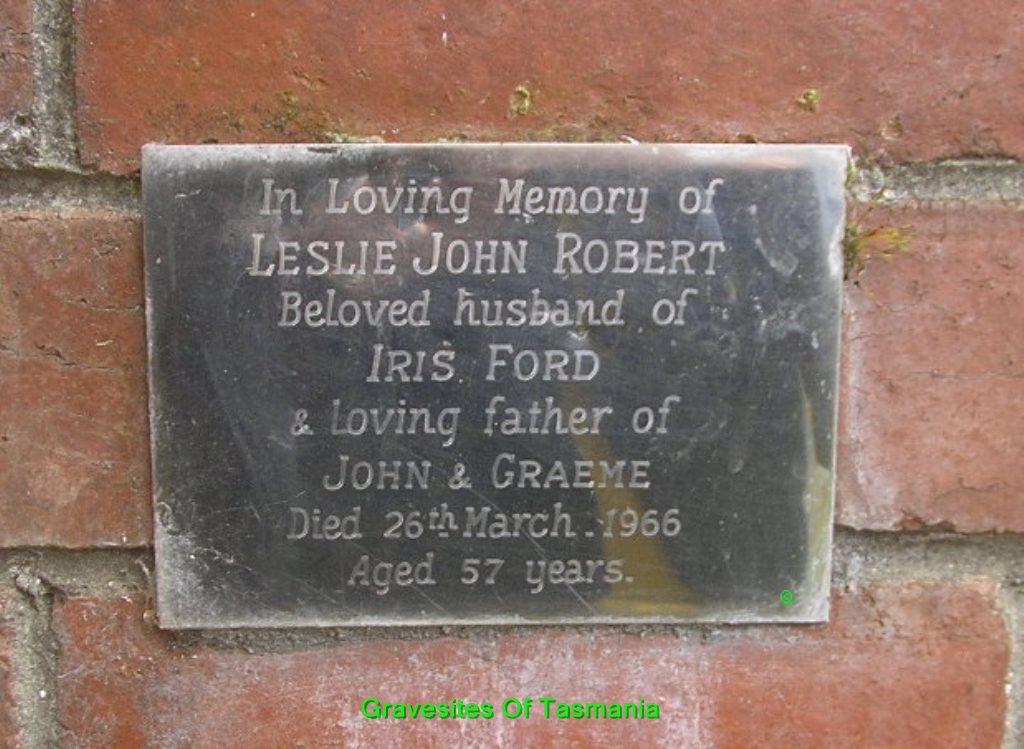 In Loving Memory of
LESLIE JOHN ROBERT
Beloved husband of
IRIS FORD
& loving father of
JOHN & GRAEME
Died 26th March 1966
Aged 57 years.
©
Gravesites Of Tasmania